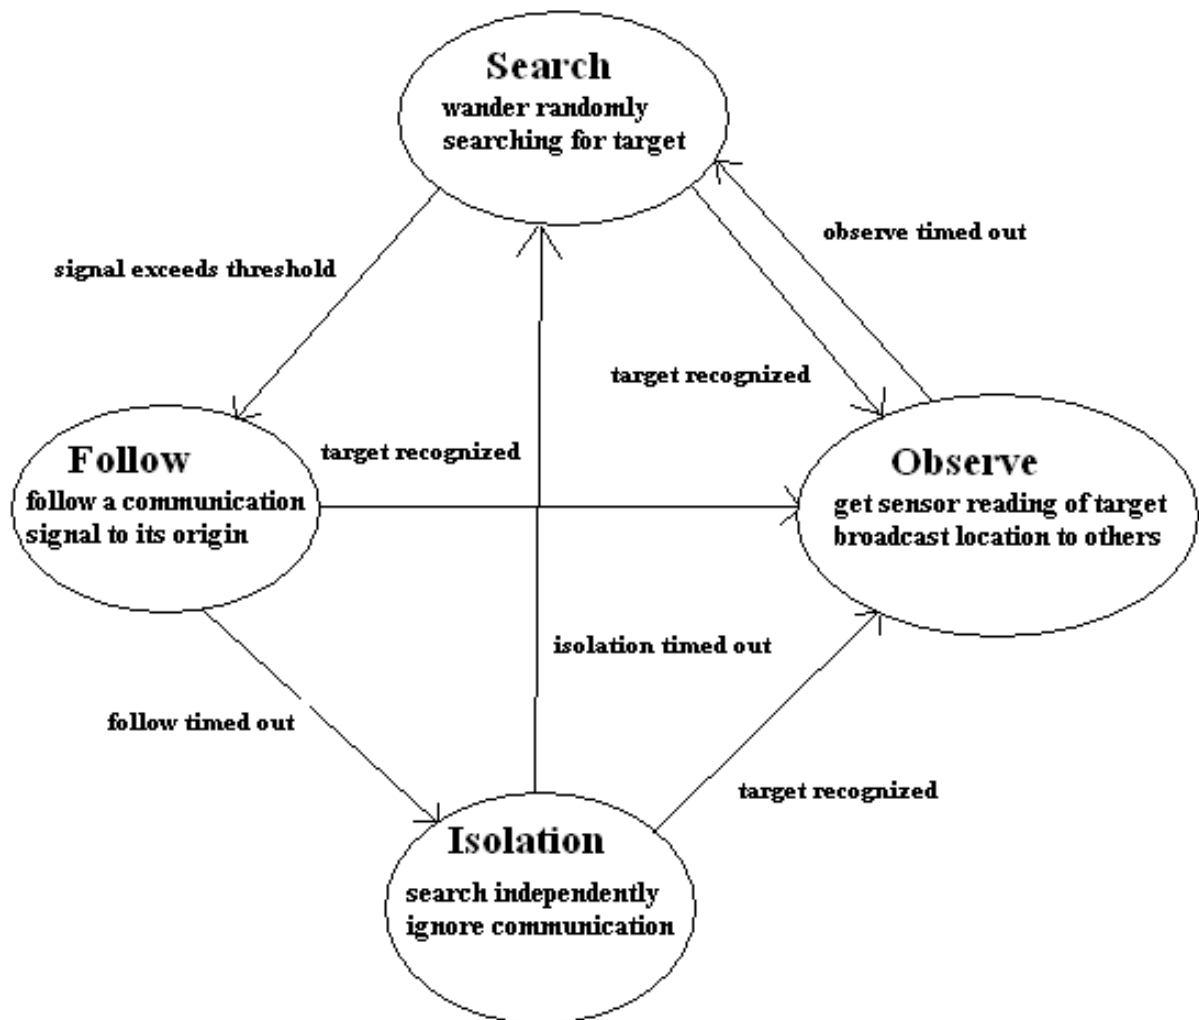 Search
wander randomly
searching for target
observe timed out
signal exceeds threshold
target recognized
Follow
follow a communication
signal to its origin
target recognized
Observe
get sensor reading of target
broadcast location to others
isolation timed out
follow timed out
target recognized
Isolation
search independently
ignore communication